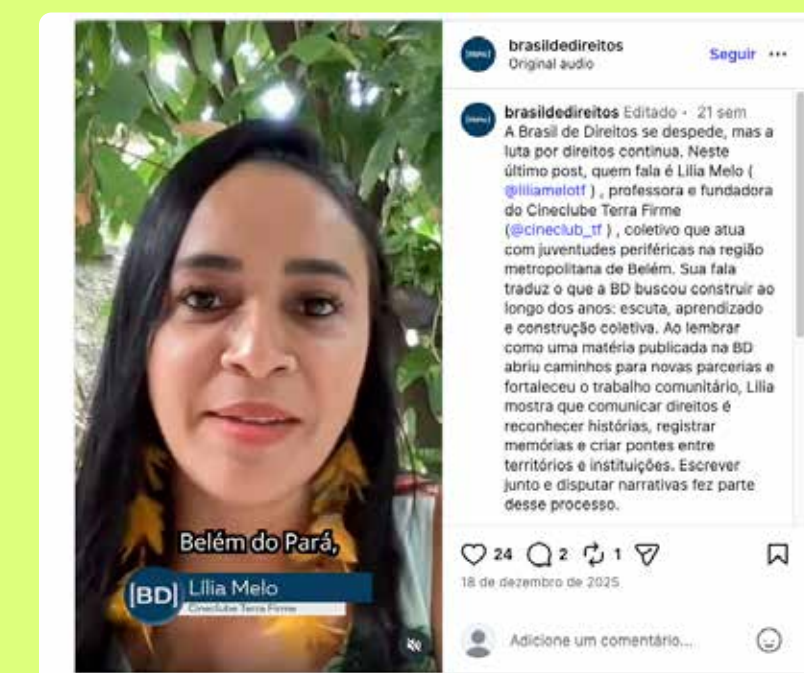 brasildedireitos
Original audio
Seguir
brasildedireitos Editado · 21 sem
A Brasil de Direitos se despede, mas a
luta por direitos continua. Neste
último post, quem fala é Lilia Melo (
@liliamelotf ) , professora e fundadora
do Cineclube Terra Firme
(@cineclub_tf ) , coletivo que atua
com juventudes periféricas na região
metropolitana de Belém. Sua fala
traduz o que a BD buscou construir ao
longo dos anos: escuta, aprendizado
e construção coletiva. Ao lembrar
como uma matéria publicada na BD
abriu caminhos para novas parcerias e
fortaleceu o trabalho comunitário, Lilia
mostra que comunicar direitos é
reconhecer histórias, registrar
memórias e criar pontes entre
territórios e instituições. Escrever
junto e disputar narrativas fez parte
desse processo.
24 2 1
18 de dezembro de 2025
Adicione um comentário...
Belém do Pará,
[BD] Lília Melo
Cineclube Terra Firme